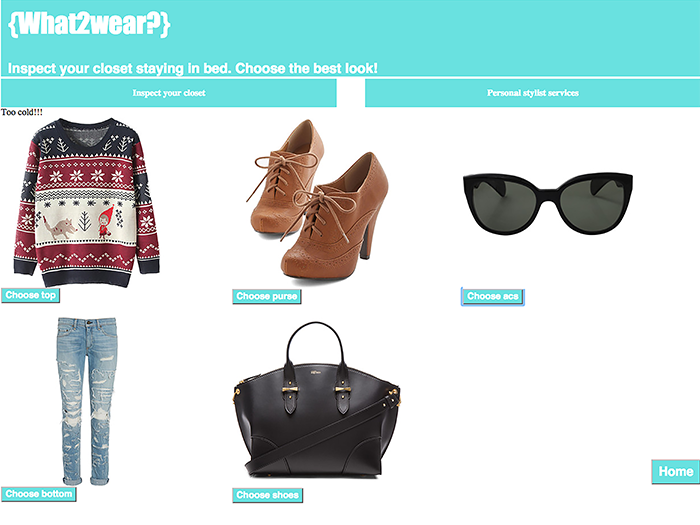 {What2wear?}
Inspect your closet staying in bed. Choose the best look!
Inspect your closet
Personal stylist services
Too cold!!!
Choose top
Choose purse
Choose acs
Choose bottom
Choose shoes
Home